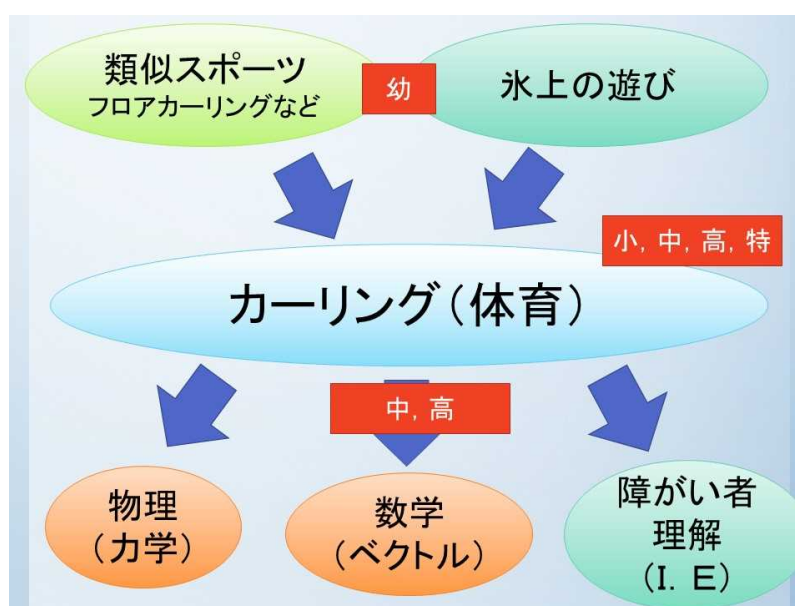 類似スポーツ
フロアカーリングなど
幼
氷上の遊び
小, 中, 高, 特
カーリング(体育)
中, 高
物理
(力学)
数学
(ベクトル)
障がい者
理解
(I. E)